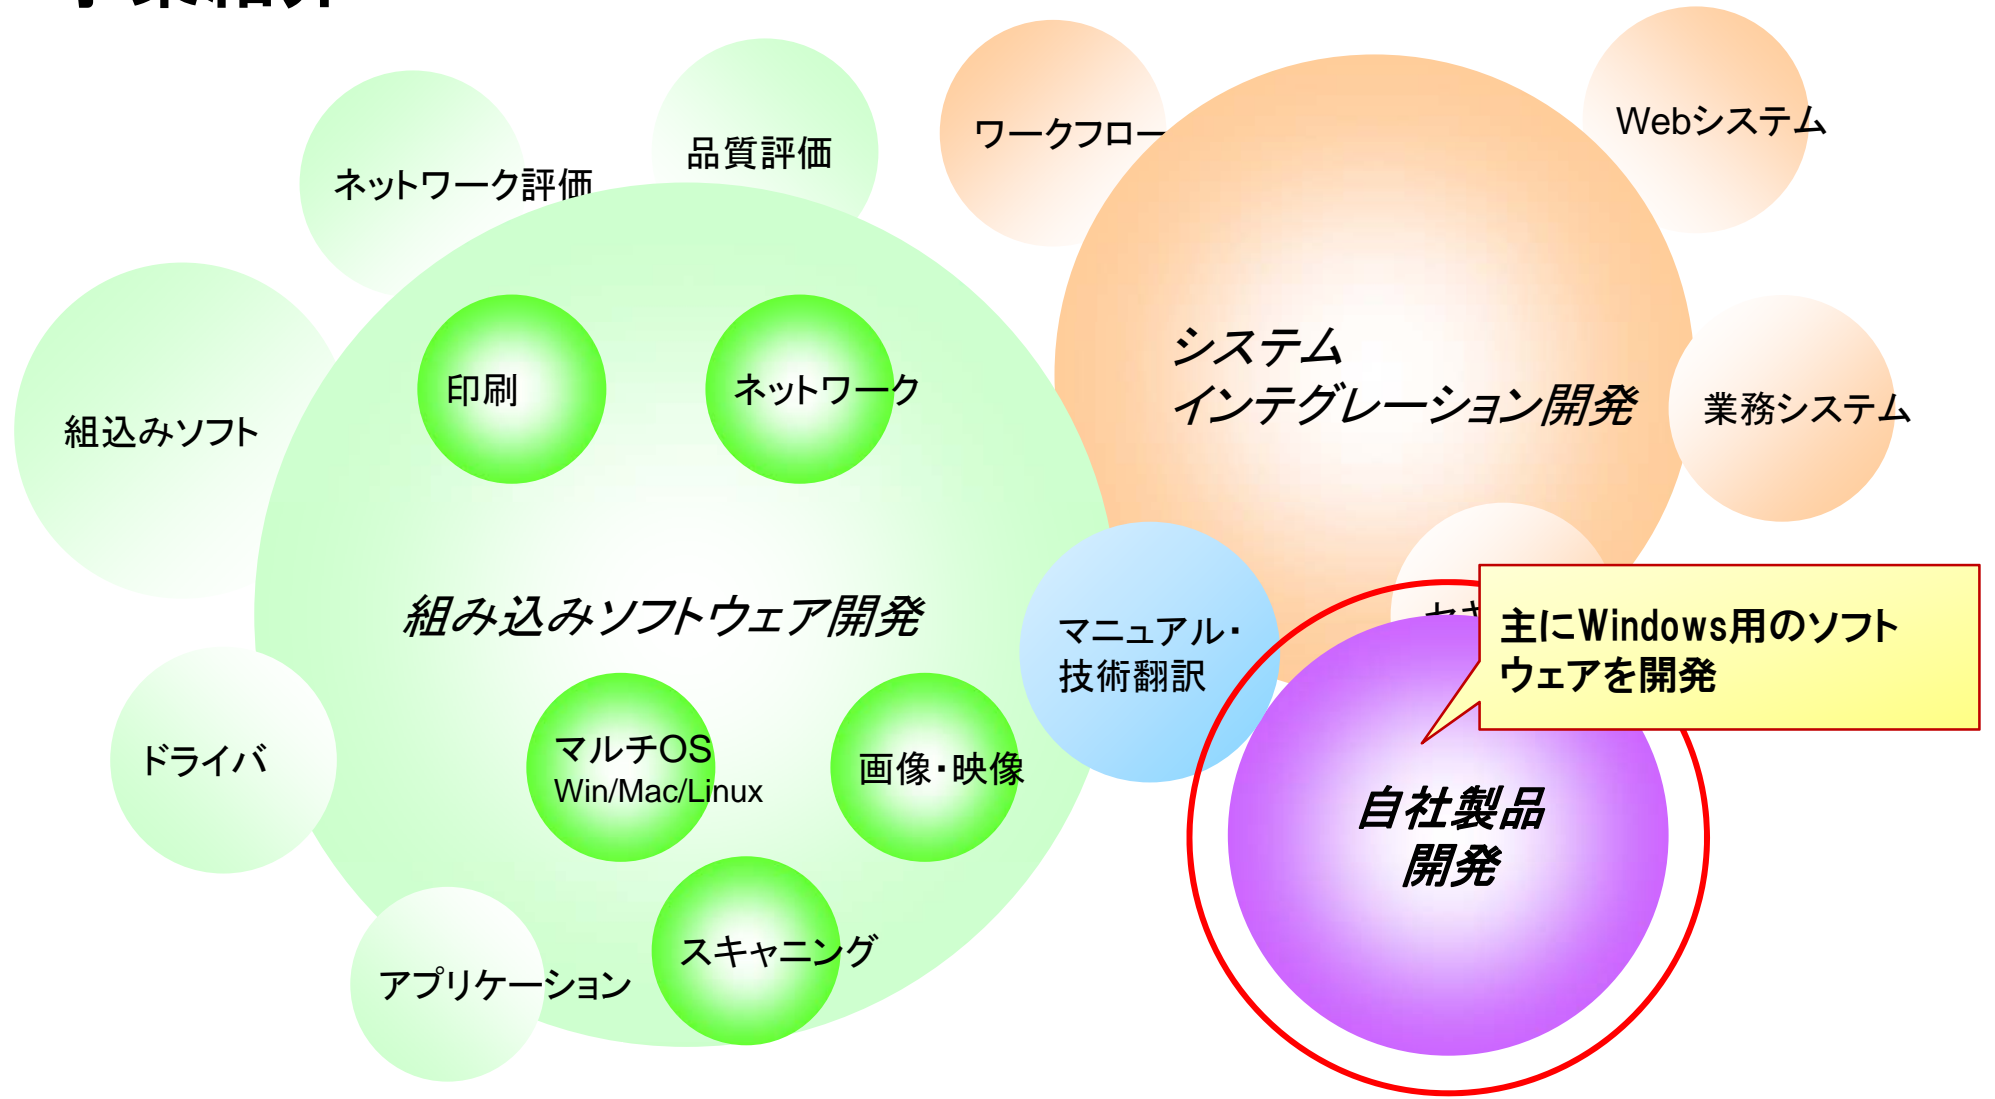 事業紹介
ワークフロー
Webシステム
品質評価
ネットワーク評価
システム
インテグレーション開発
印刷
ネットワーク
業務システム
組込みソフト
組み込みソフトウェア開発
マニュアル・
技術翻訳
主にWindows用のソフト
ウェアを開発
マルチOS
Win/Mac/Linux
画像・映像
ドライバ
自社製品
開発
スキャニング
アプリケーション